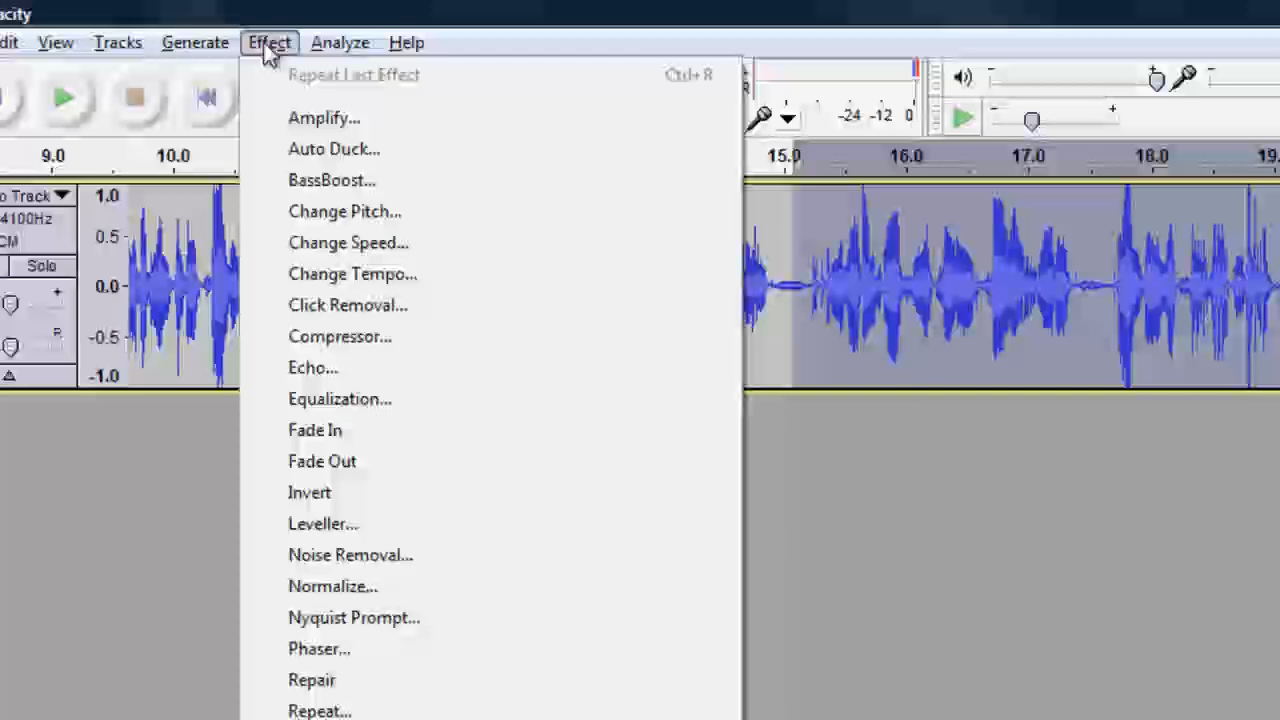 acity
dit View Tracks Generate Effect Analyze Help
Repeat Last Effect Ctrl+R
Amplify...
-24 -12 0
Auto Duck...
9.0 10.0 15.0 16.0 17.0 18.0 19.
BassBoost...
o Track 1.0
Change Pitch...
4100Hz
CM 0.5
Change Speed...
Solo
Change Tempo...
0.0
Click Removal...
R
Compressor...
-0.5
Echo...
-1.0
Equalization...
Fade In
Fade Out
Invert
Leveller...
Noise Removal...
Normalize...
Nyquist Prompt...
Phaser...
Repair
Repeat...